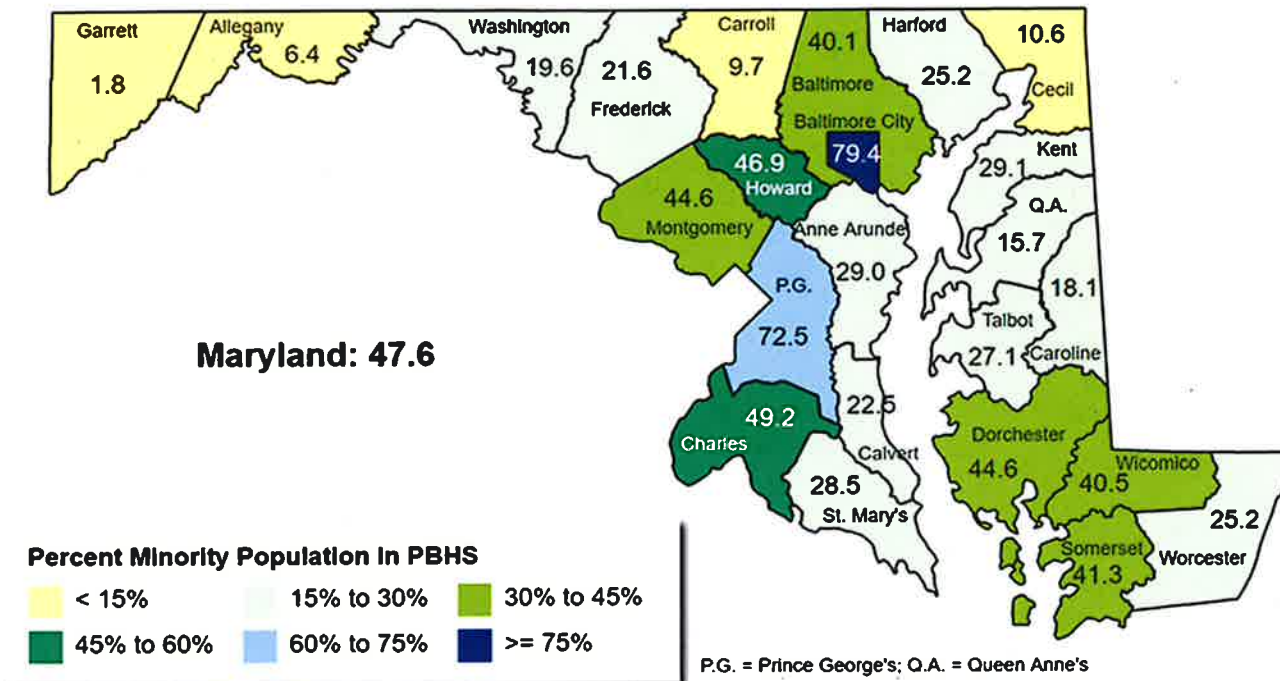 Garrett
1.8
Allegany
6.4
Washington
19.6
21.6
Frederick
Carroll
9.7
40.1
Baltimore
Baltimore City
79.4
Harford
25.2
10.6
Cecil
46.9
Howard
44.6
Montgomery
Anne Arunde
29.0
Kent
29.1
Q.A.
15.7
18.1
Caroline
Talbot
27.1
P.G.
72.5
Maryland: 47.6
49.2
Charles
22.5
Calvert
28.5
St. Mary's
Dorchester
44.6
Wicomico
40.5
Somerset
41.3
25.2
Worcester
Percent Minority Population in PBHS
< 15%
15% to 30%
30% to 45%
45% to 60%
60% to 75%
>= 75%
P.G. = Prince George's; Q.A. = Queen Anne's